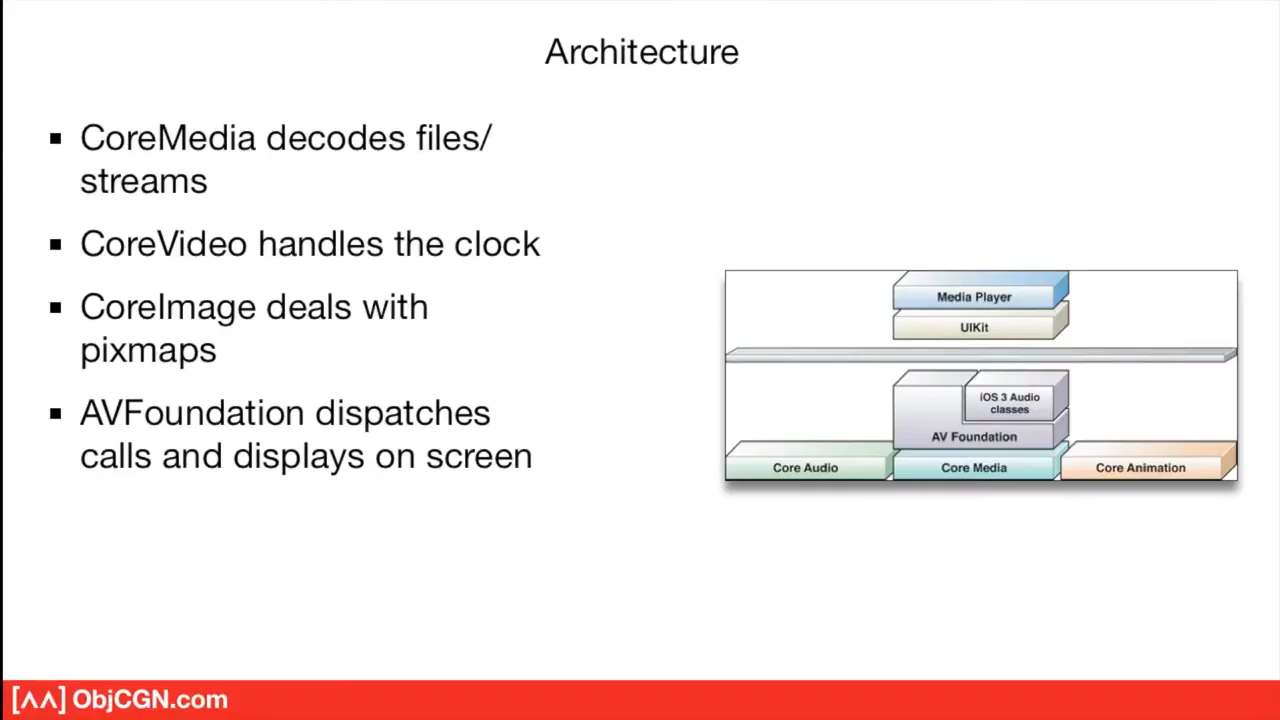 Architecture
▪ CoreMedia decodes files/
streams
▪ CoreVideo handles the clock
▪ CoreImage deals with
pixmaps
▪ AVFoundation dispatches
calls and displays on screen
Media Player
UIKit
iOS 3 Audio
classes
AV Foundation
Core Audio
Core Media
Core Animation
[ᴧᴧ] ObjCGN.com